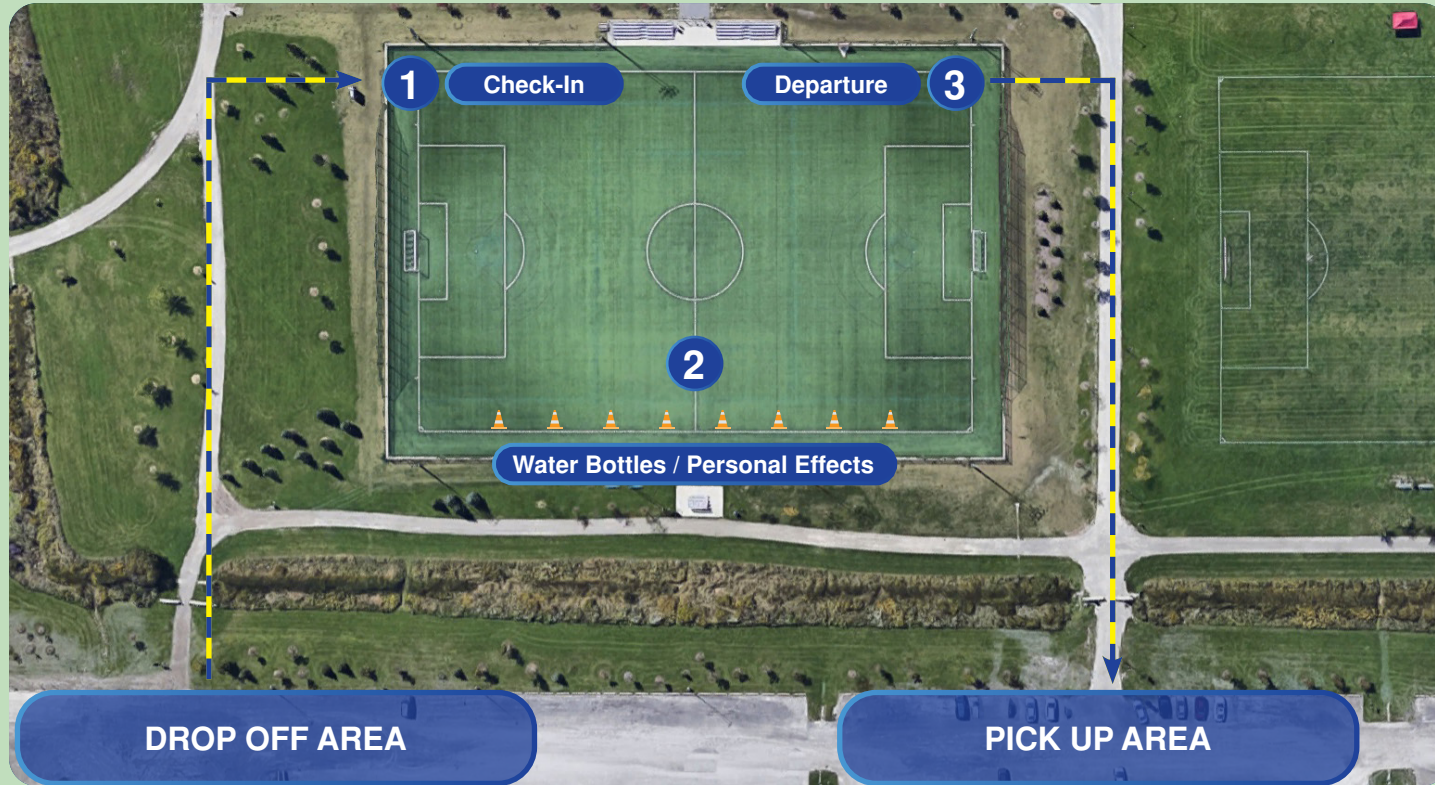 1
Check-In
Departure
3
2
Water Bottles / Personal Effects
DROP OFF AREA
PICK UP AREA